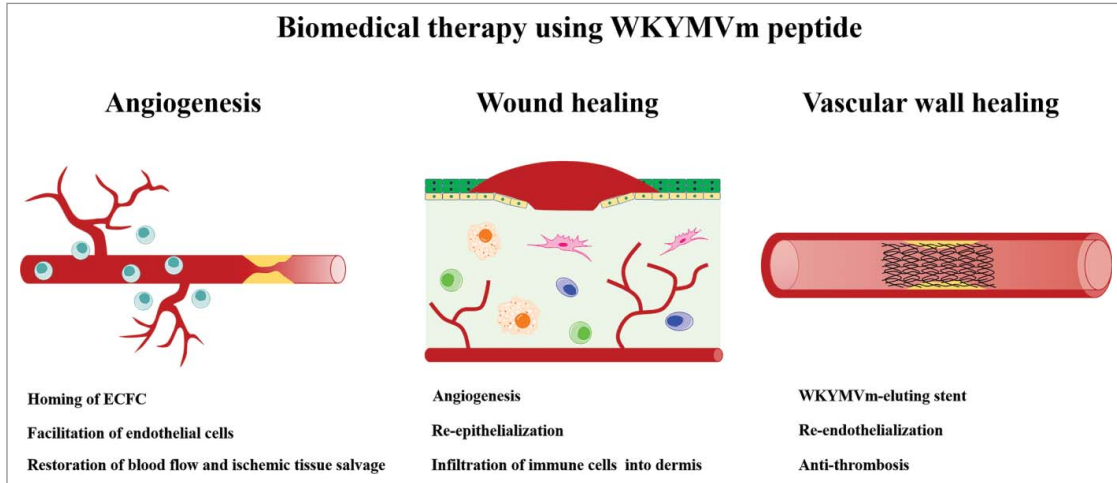 Biomedical therapy using WKYMVm peptide
Angiogenesis
Wound healing
Vascular wall healing
Homing of ECFC
Facilitation of endothelial cells
Restoration of blood flow and ischemic tissue salvage
Angiogenesis
Re-epithelialization
Infiltration of immune cells into dermis
WKYMVm-eluting stent
Re-endothelialization
Anti-thrombosis